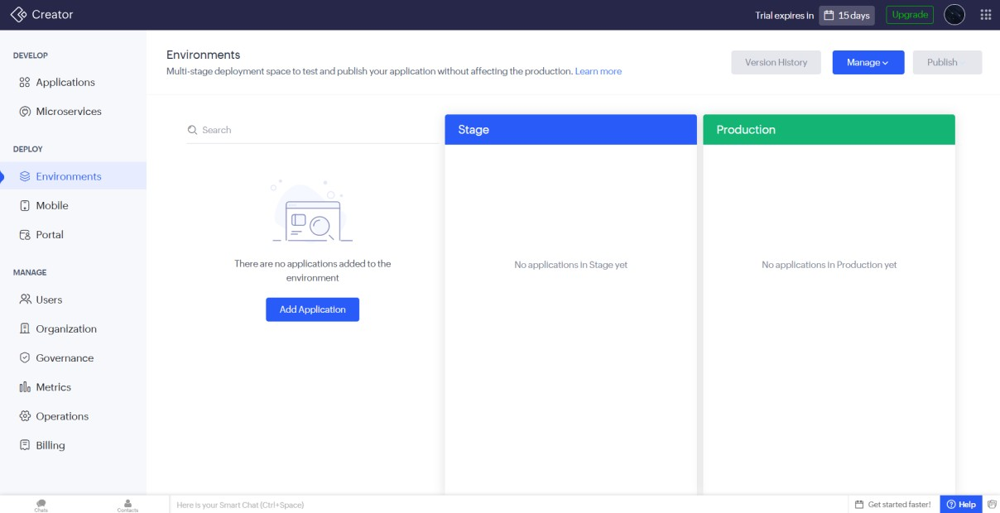 Creator
Trial expires in
15 days
Upgrade
DEVELOP
Applications
Microservices
DEPLOY
Environments
Mobile
Portal
MANAGE
Users
Organization
Governance
Metrics
Operations
Billing
Environments
Multi-stage deployment space to test and publish your application without affecting the production. Learn more
Version History
Manage
Publish
Search
There are no applications added to the
environment
Add Application
Stage
No applications in Stage yet
Production
No applications in Production yet
Chats
Contacts
Here is your Smart Chat (Ctrl+Space)
Get started faster!
Help